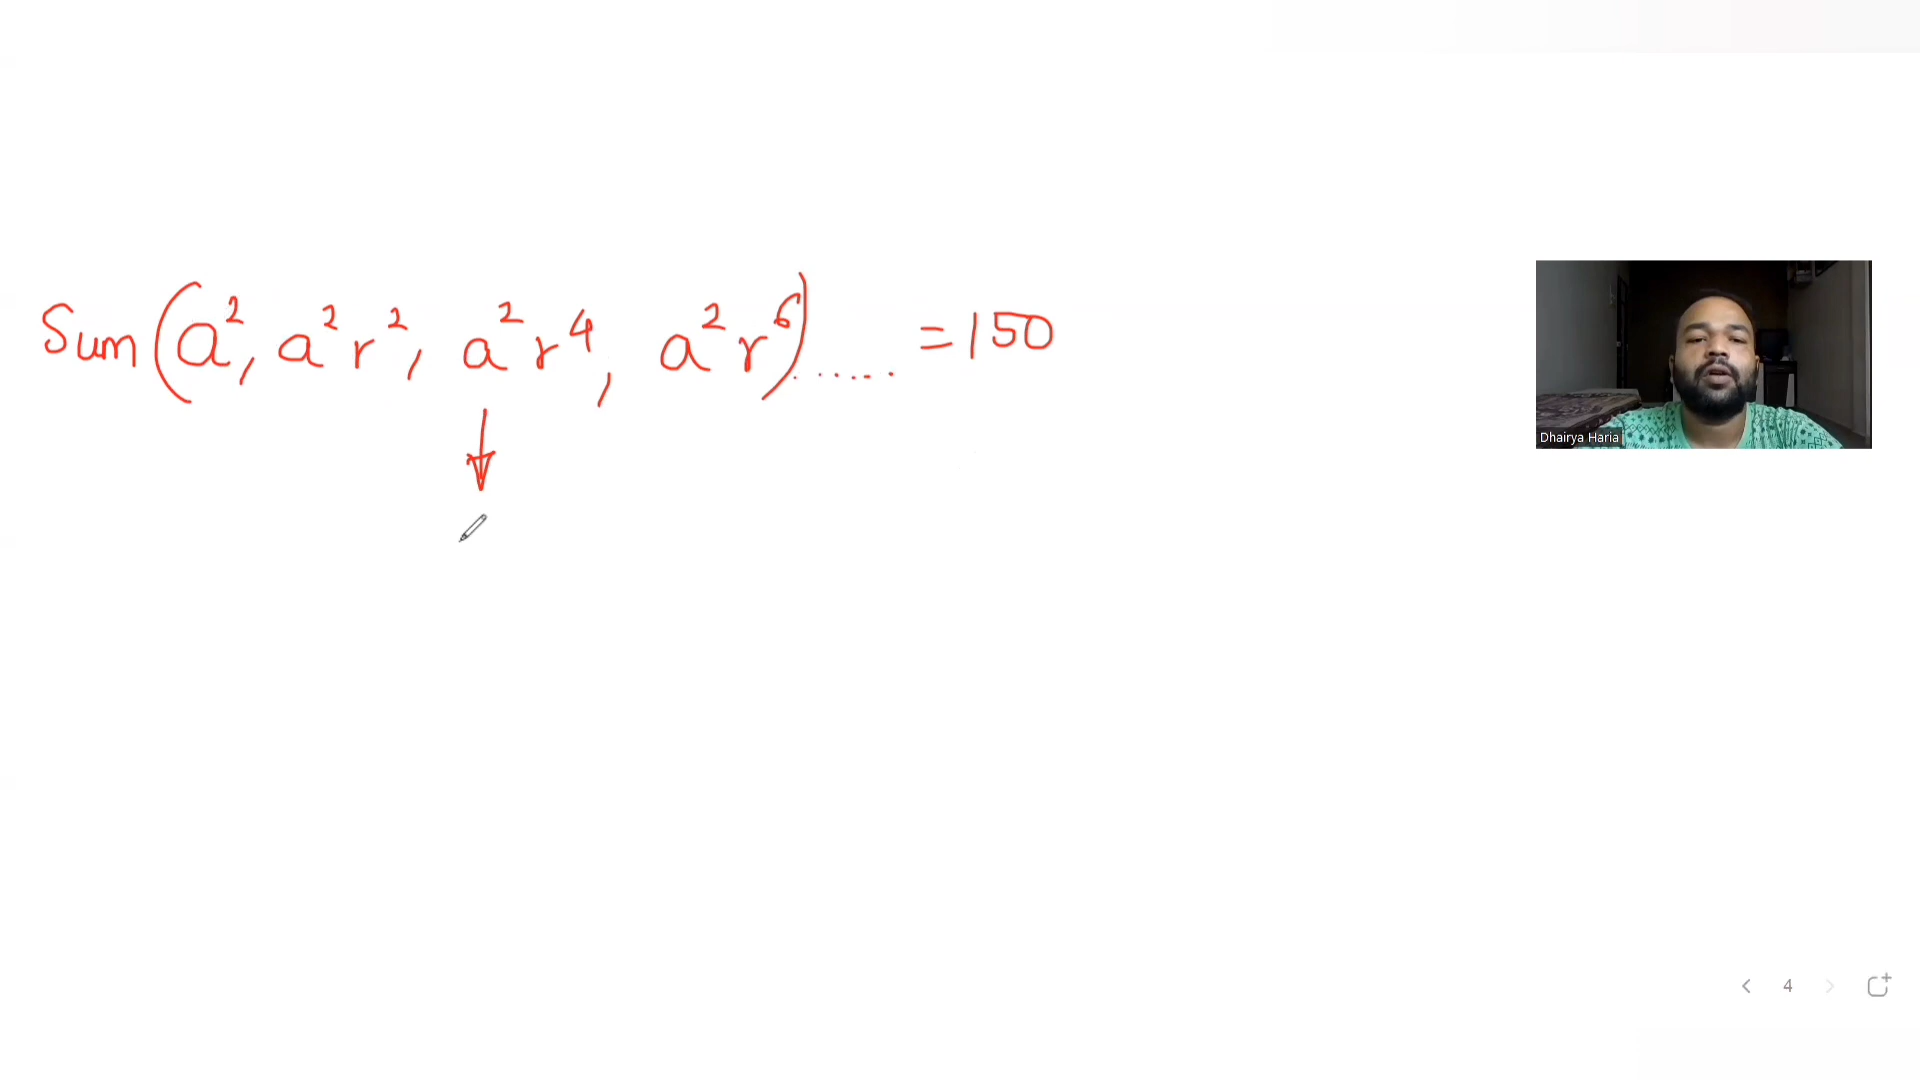 Sum(a², a²r², a²r⁴, a²r⁶)...... = 150
Dhairya Haria
4